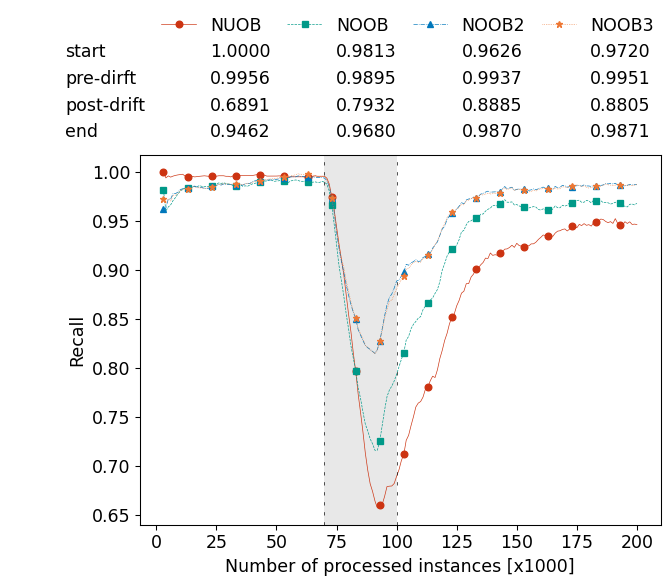 NUOB NOOB NOOB2 NOOB3
start 1.0000 0.9813 0.9626 0.9720
pre-dirft 0.9956 0.9895 0.9937 0.9951
post-drift 0.6891 0.7932 0.8885 0.8805
end 0.9462 0.9680 0.9870 0.9871
1.00
0.95
0.90
0.85
0.80
0.75
0.70
0.65
Recall
0 25 50 75 100 125 150 175 200
Number of processed instances [x1000]